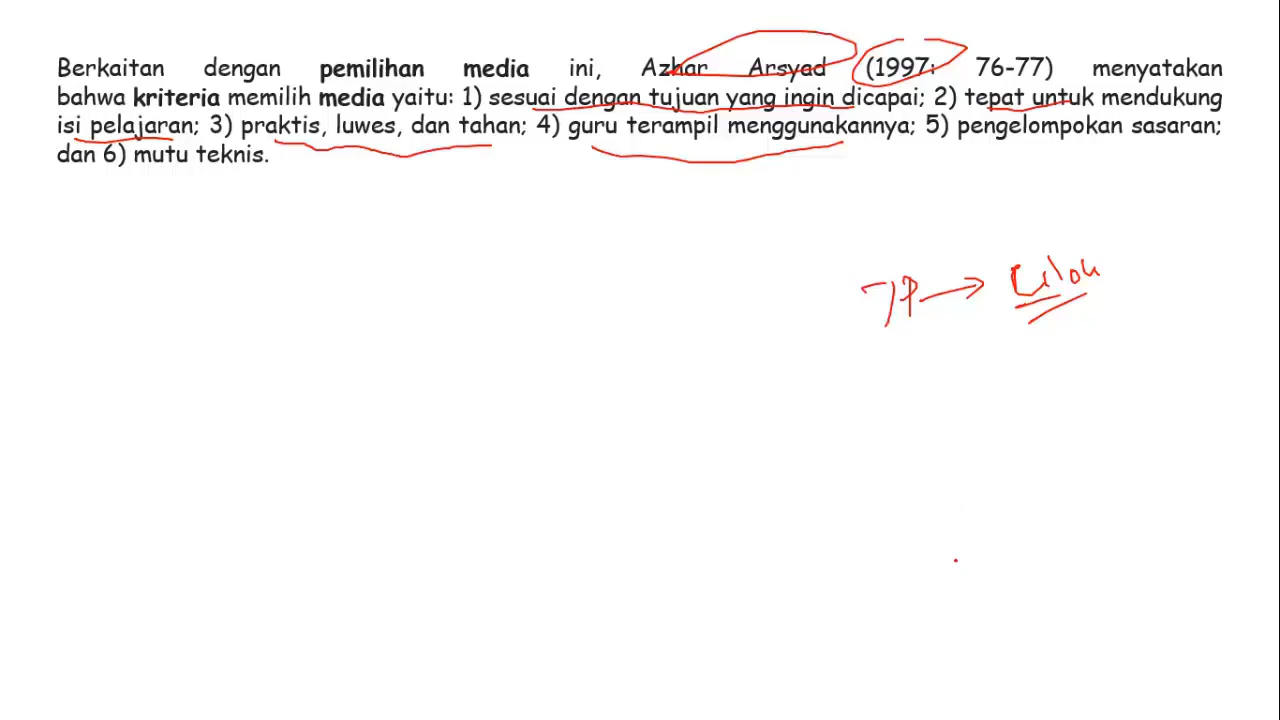 Berkaitan dengan pemilihan media ini, Azhar Arsyad (1997: 76-77) menyatakan
bahwa kriteria memilih media yaitu: 1) sesuai dengan tujuan yang ingin dicapai; 2) tepat untuk mendukung
isi pelajaran; 3) praktis, luwes, dan tahan; 4) guru terampil menggunakannya; 5) pengelompokan sasaran;
dan 6) mutu teknis.